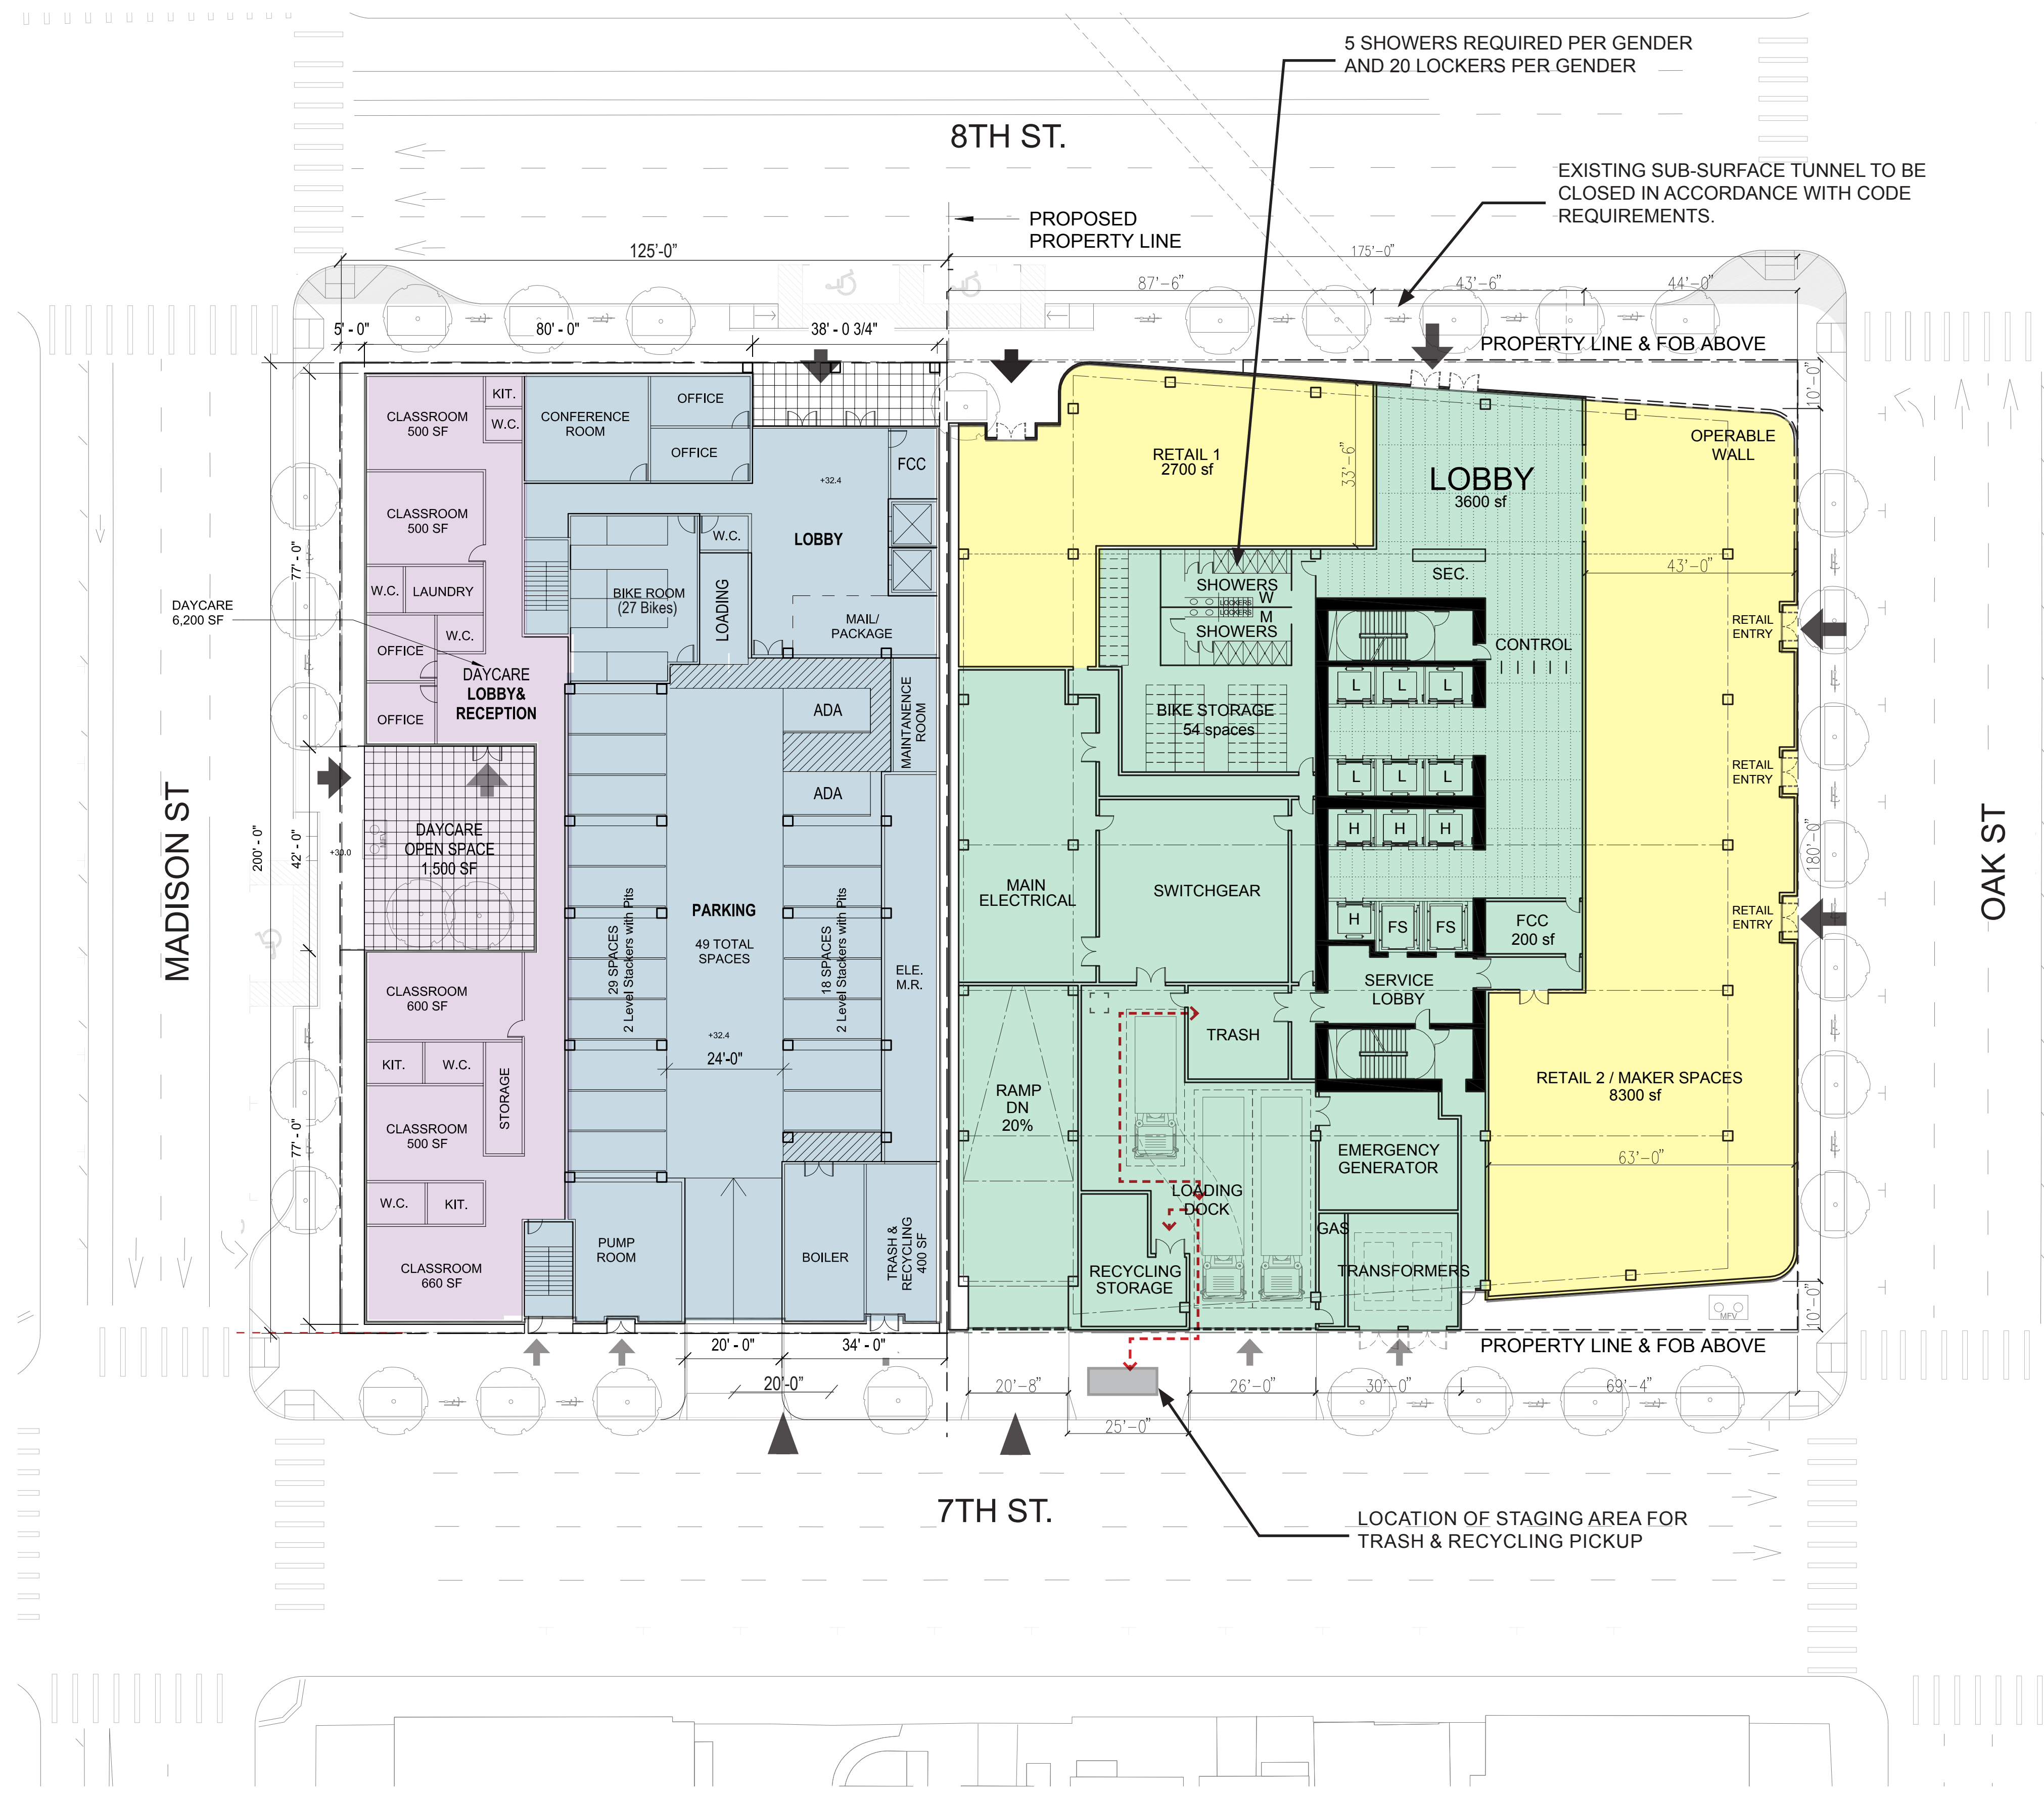 5 SHOWERS REQUIRED PER GENDER
AND 20 LOCKERS PER GENDER
8TH ST.
EXISTING SUB-SURFACE TUNNEL TO BE
CLOSED IN ACCORDANCE WITH CODE
REQUIREMENTS.
PROPOSED
PROPERTY LINE
125'-0"
175'-0"
87'-6"
43'-6"
44'-0"
5' - 0"
80' - 0"
38' - 0 3/4"
PROPERTY LINE & FOB ABOVE
10'-0"
CLASSROOM
500 SF
KIT.
W.C.
CONFERENCE
ROOM
OFFICE
OFFICE
FCC
+32.4
LOBBY
RETAIL 1
2700 sf
33'-6"
LOBBY
3600 sf
OPERABLE
WALL
CLASSROOM
500 SF
W.C.
77' - 0"
W.C.
LAUNDRY
BIKE ROOM
(27 Bikes)
LOADING
MAIL/
PACKAGE
SHOWERS
W
LOCKERS
LOCKERS
M
SHOWERS
SEC.
43'-0"
DAYCARE
6,200 SF
OFFICE
W.C.
DAYCARE
LOBBY&
RECEPTION
OFFICE
CONTROL
RETAIL
ENTRY
L
L
L
ADA
MAINTANENCE
ROOM
BIKE STORAGE
54 spaces
ADA
L
L
L
RETAIL
ENTRY
MADISON ST
200' - 0"
42' - 0"
+30.0
MFV
DAYCARE
OPEN SPACE
1,500 SF
H
H
H
180'-0"
OAK ST
MAIN
ELECTRICAL
SWITCHGEAR
PARKING
49 TOTAL
SPACES
29 SPACES
2 Level Stackers with Pits
18 SPACES
2 Level Stackers with Pits
H
FS
FS
FCC
200 sf
RETAIL
ENTRY
ELE.
M.R.
CLASSROOM
600 SF
SERVICE
LOBBY
+32.4
24'-0"
TRASH
KIT.
W.C.
STORAGE
RAMP
DN
20%
RETAIL 2 / MAKER SPACES
8300 sf
CLASSROOM
500 SF
77' - 0"
EMERGENCY
GENERATOR
63'-0"
W.C.
KIT.
LOADING
DOCK
GAS
PUMP
ROOM
BOILER
TRASH &
RECYCLING
400 SF
CLASSROOM
660 SF
RECYCLING
STORAGE
TRANSFORMERS
MFV
10'-0"
20' - 0"
34' - 0"
PROPERTY LINE & FOB ABOVE
20'-0"
20'-8"
26'-0"
30'-0"
69'-4"
25'-0"
7TH ST.
LOCATION OF STAGING AREA FOR
TRASH & RECYCLING PICKUP